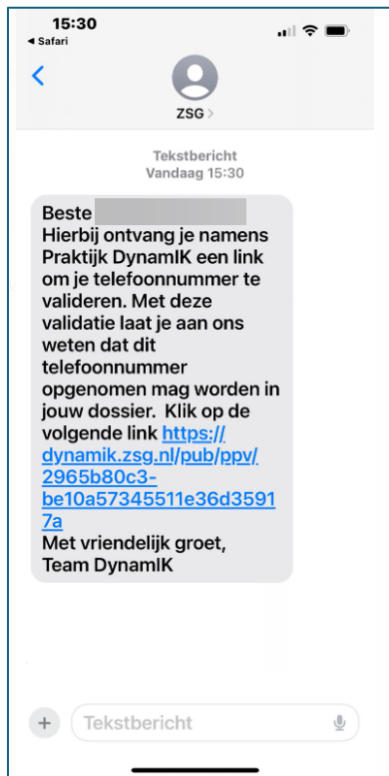 15:30
◂ Safari
ZSG >
Tekstbericht
Vandaag 15:30
Beste
Hierbij ontvang je namens
Praktijk DynamIK een link
om je telefoonnummer te
valideren. Met deze
validatie laat je aan ons
weten dat dit
telefoonnummer
opgenomen mag worden in
jouw dossier.  Klik op de
volgende link https://
dynamik.zsg.nl/pub/ppv/
2965b80c3-
be10a57345511e36d3591
7a
Met vriendelijk groet,
Team DynamIK
Tekstbericht